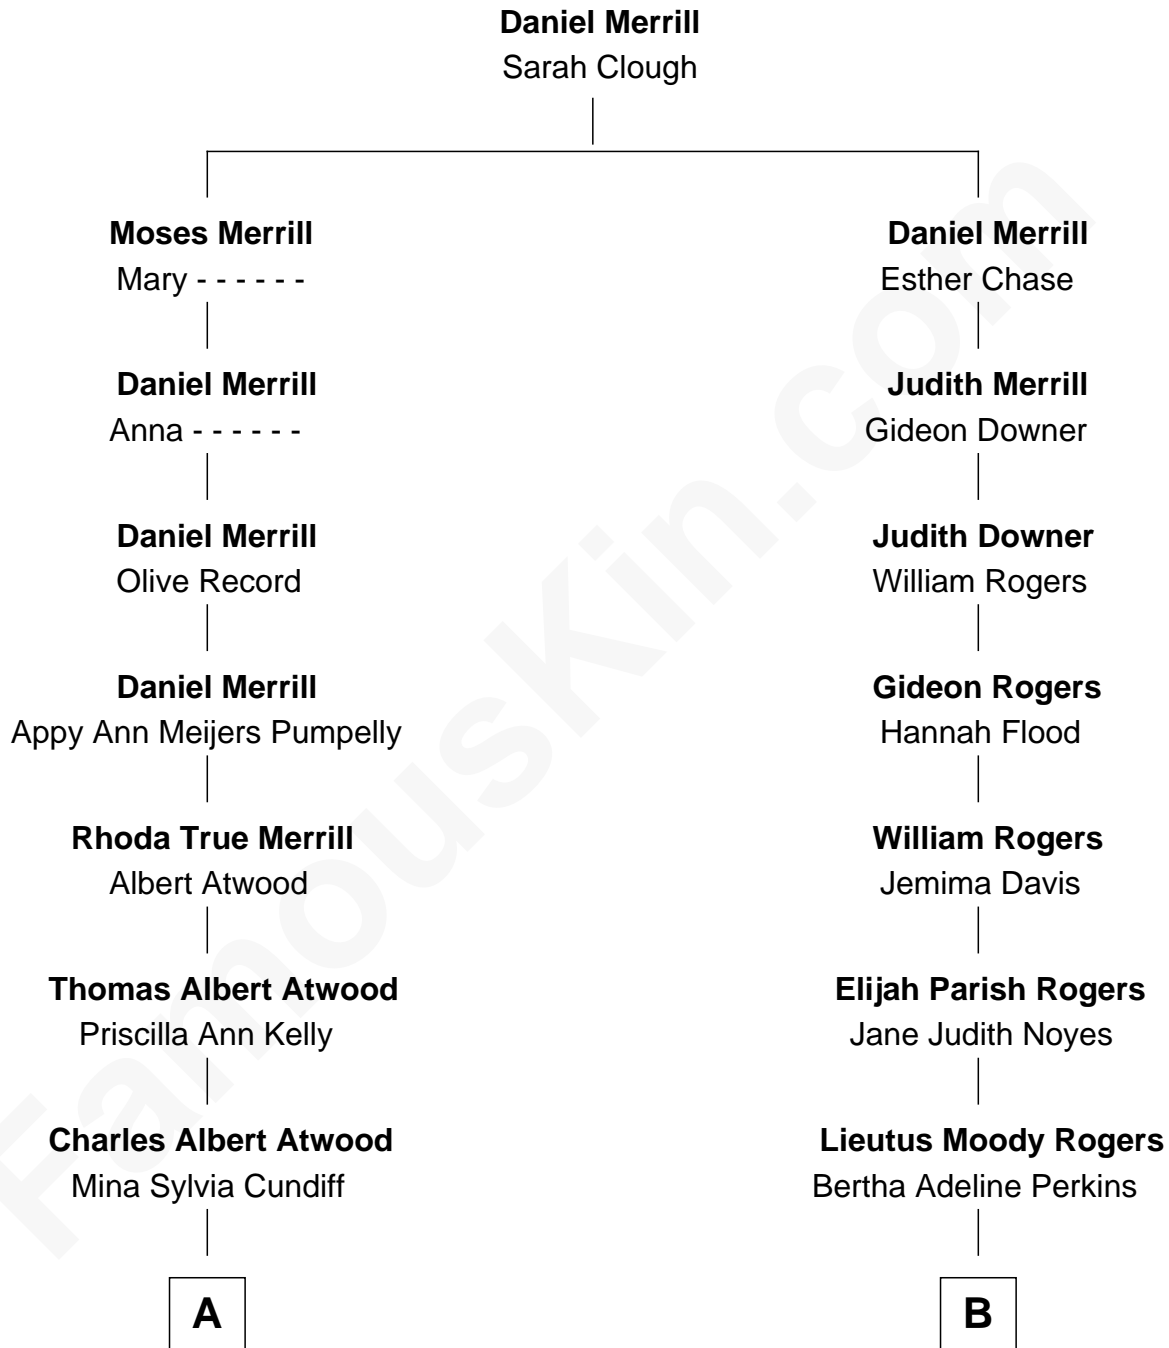 Daniel Merrill
Sarah Clough
Moses Merrill
Mary - - - - - -
Daniel Merrill
Esther Chase
Daniel Merrill
Anna - - - - - -
Judith Merrill
Gideon Downer
Daniel Merrill
Olive Record
Judith Downer
William Rogers
Daniel Merrill
Appy Ann Meijers Pumpelly
Gideon Rogers
Hannah Flood
Rhoda True Merrill
Albert Atwood
William Rogers
Jemima Davis
Thomas Albert Atwood
Priscilla Ann Kelly
Elijah Parish Rogers
Jane Judith Noyes
Charles Albert Atwood
Mina Sylvia Cundiff
Lieutus Moody Rogers
Bertha Adeline Perkins
A
B
FamousKin.com